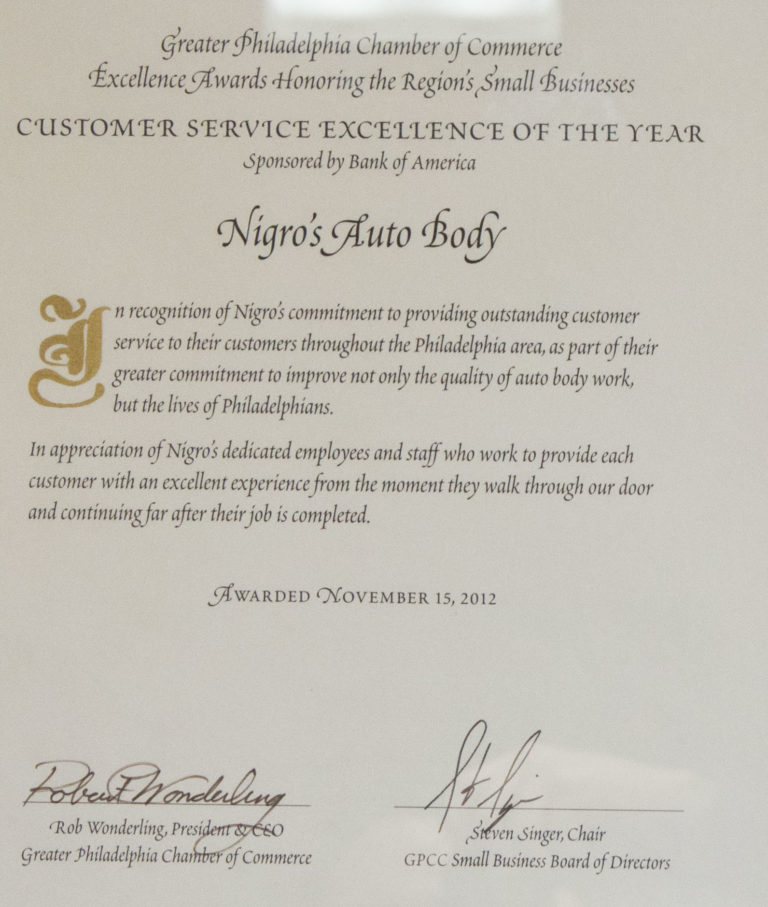 Greater Philadelphia Chamber of Commerce
Excellence Awards Honoring the Region's Small Businesses
CUSTOMER SERVICE EXCELLENCE OF THE YEAR
Sponsored by Bank of America
Nigro's Auto Body
In recognition of Nigro's commitment to providing outstanding customer
service to their customers throughout the Philadelphia area, as part of their
greater commitment to improve not only the quality of auto body work,
but the lives of Philadelphians.
In appreciation of Nigro's dedicated employees and staff who work to provide each
customer with an excellent experience from the moment they walk through our door
and continuing far after their job is completed.
AWARDED NOVEMBER 15, 2012
Robert Wonderling
Rob Wonderling, President & CEO
Greater Philadelphia Chamber of Commerce
Steven Singer, Chair
GPCC Small Business Board of Directors